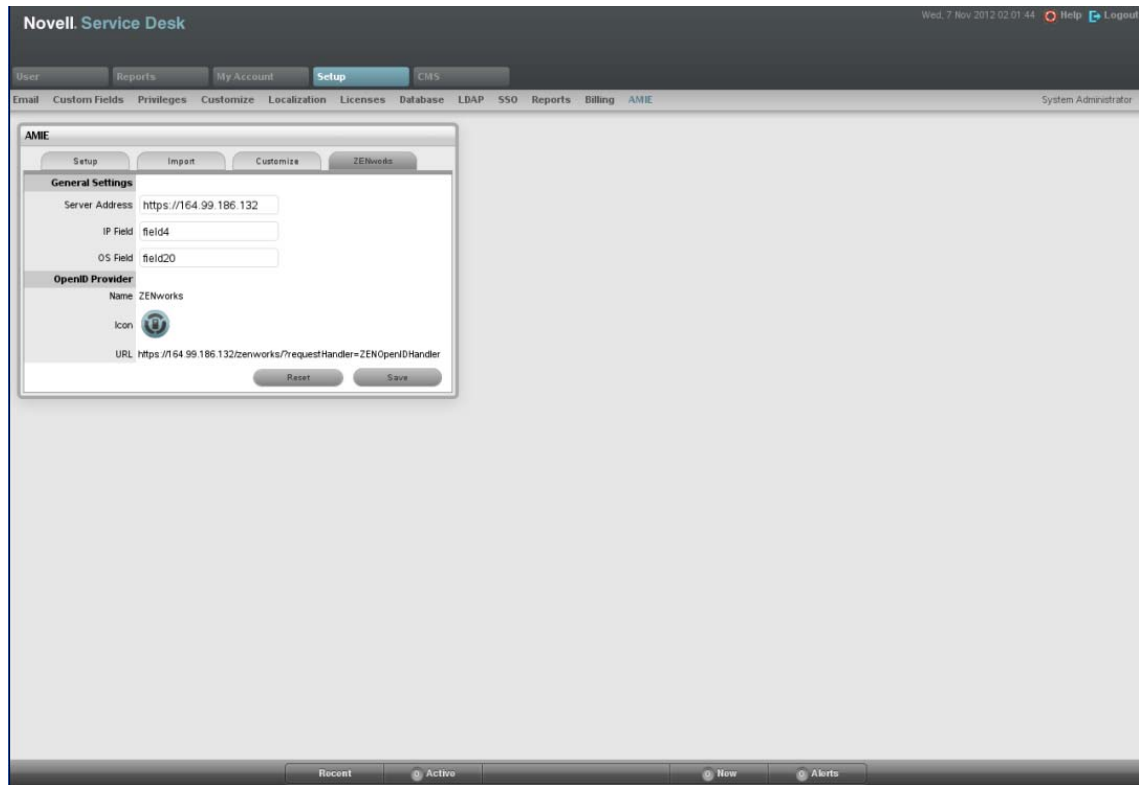 Novell. Service Desk
Wed, 7 Nov 2012 02.01.44 Help Logout
User Reports My Account Setup CMS
Email Custom Fields Privileges Customize Localization Licenses Database LDAP SSO Reports Billing AMIE System Administrator
AMIE
Setup Import Customize ZENworks
General Settings
Server Address https://164.99.186.132
IP Field field4
OS Field field20
OpenID Provider
Name ZENworks
Icon
URL https://164.99.186.132/zenworks/?requestHandler=ZENOpenIDHandler
Reset Save
Recent 0 Active 0 New 0 Alerts